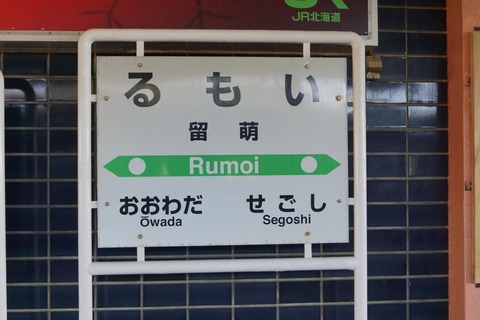 JR北海道
るもい
留萌
Rumoi
おおわだ せごし
Ōwada Segoshi